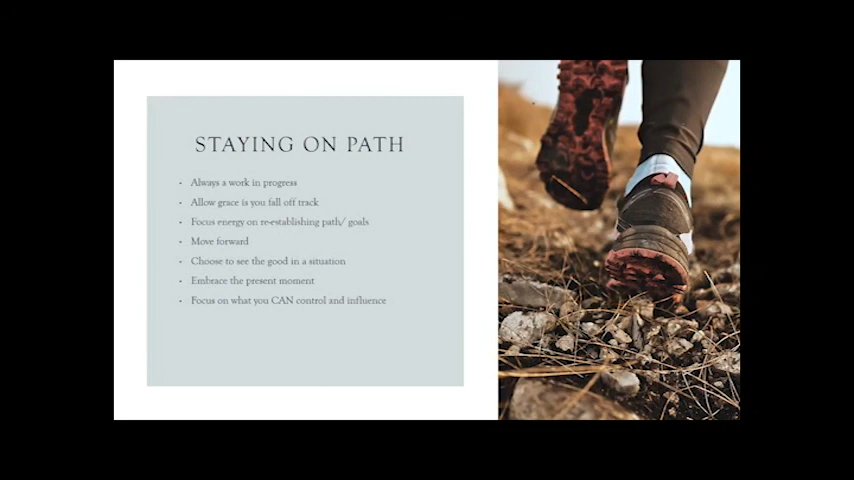 STAYING ON PATH
• Always a work in progress
• Allow grace is you fall off track
• Focus energy on re-establishing path/ goals
• Move forward
• Choose to see the good in a situation
• Embrace the present moment
• Focus on what you CAN control and influence